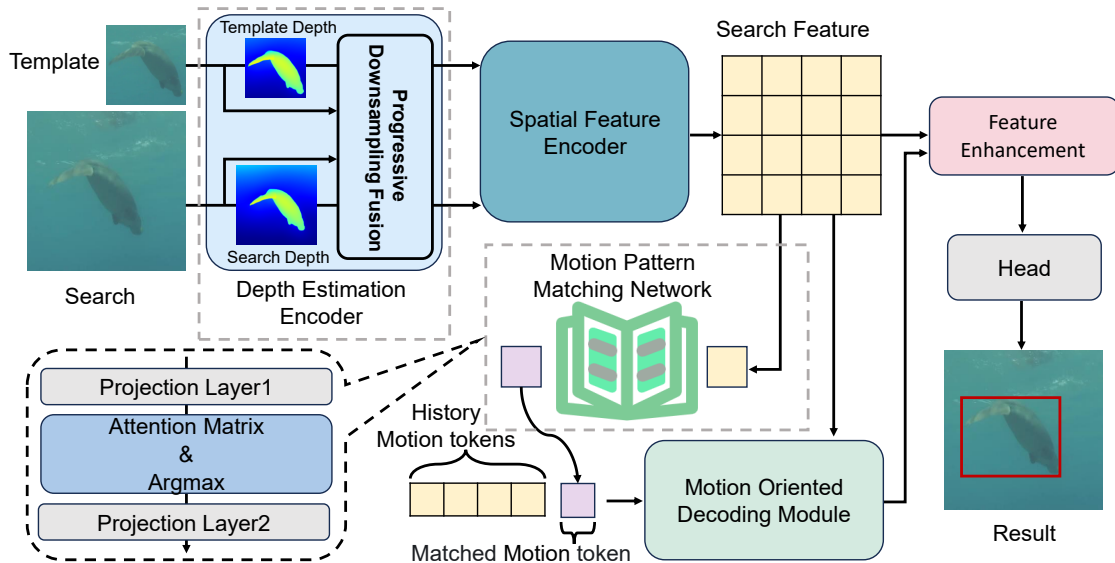 Template
Template Depth
Progressive
Downsampling Fusion
Search Depth
Search
Depth Estimation
Encoder
Spatial Feature
Encoder
Search Feature
Feature
Enhancement
Head
Result
Motion Pattern
Matching Network
Projection Layer1
Attention Matrix
&
Argmax
Projection Layer2
History
Motion tokens
Matched Motion token
Motion Oriented
Decoding Module